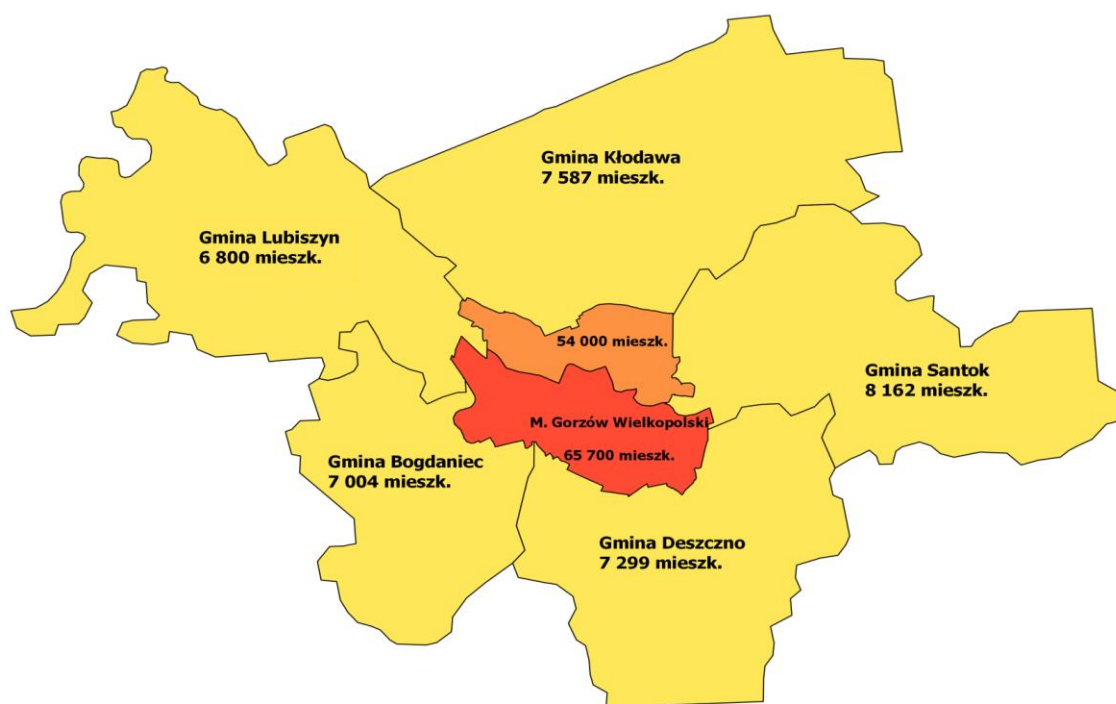 Gmina Kłodawa
7 587 mieszk.
Gmina Lubiszyn
6 800 mieszk.
54 000 mieszk.
Gmina Santok
8 162 mieszk.
M. Gorzów Wielkopolski
65 700 mieszk.
Gmina Bogdaniec
7 004 mieszk.
Gmina Deszczno
7 299 mieszk.